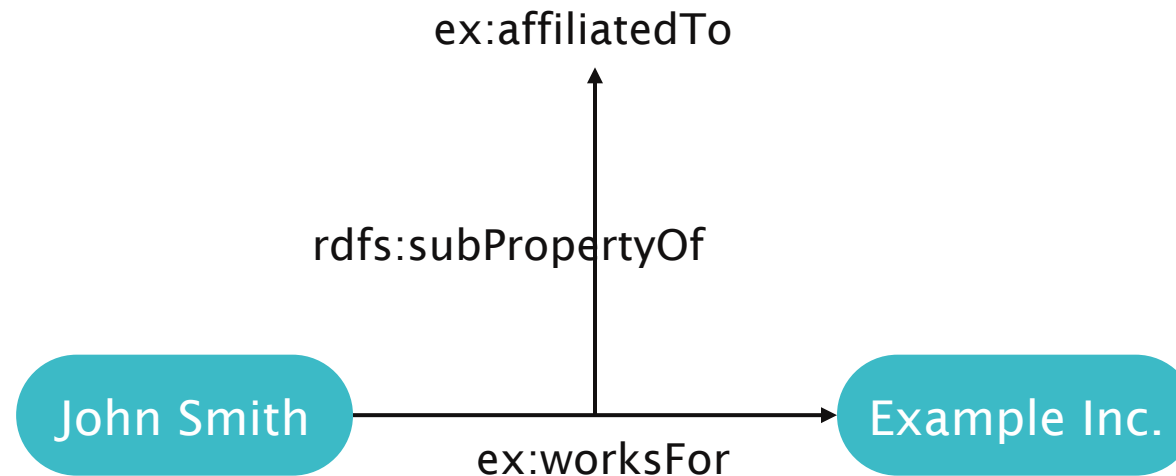 ex:affiliatedTo
rdfs:subPropertyOf
John Smith
Example Inc.
ex:worksFor